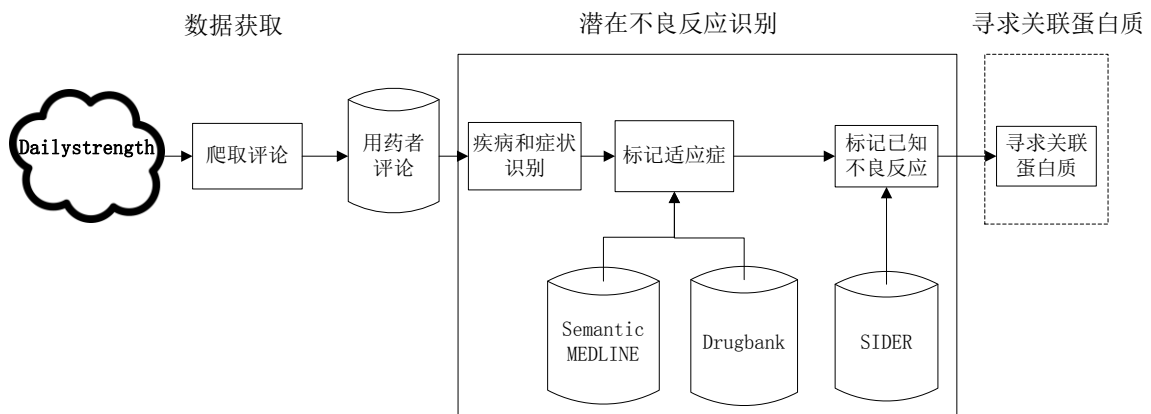 数据获取
潜在不良反应识别
寻求关联蛋白质
Dailystrength
爬取评论
用药者
评论
疾病和症状
识别
标记适应症
标记已知
不良反应
寻求关联
蛋白质
Semantic
MEDLINE
Drugbank
SIDER